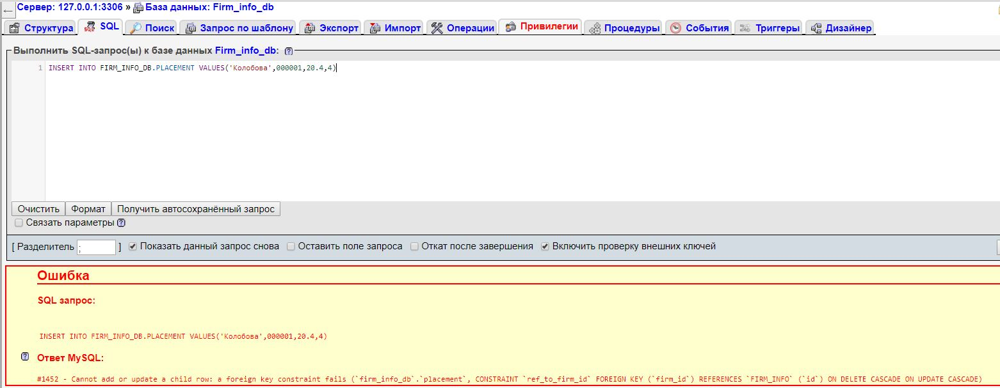 Сервер: 127.0.0.1:3306 » База данных: Firm_info_db
Структура SQL Поиск Запрос по шаблону Экспорт Импорт Операции Привилегии Процедуры События Триггеры Дизайнер
Выполнить SQL-запрос(ы) к базе данных Firm_info_db:
1 INSERT INTO FIRM_INFO_DB.PLACEMENT VALUES('Колобова',000001,20.4,4)
Очистить Формат Получить автосохранённый запрос
Связать параметры
[ Разделитель ; ] Показать данный запрос снова Оставить поле запроса Откат после завершения Включить проверку внешних ключей
Ошибка
SQL запрос:
INSERT INTO FIRM_INFO_DB.PLACEMENT VALUES('Колобова',000001,20.4,4)
Ответ MySQL:
#1452 - Cannot add or update a child row: a foreign key constraint fails (`firm_info_db`.`placement`, CONSTRAINT `ref_to_firm_id` FOREIGN KEY (`firm_id`) REFERENCES `FIRM_INFO` (`id`) ON DELETE CASCADE ON UPDATE CASCADE)